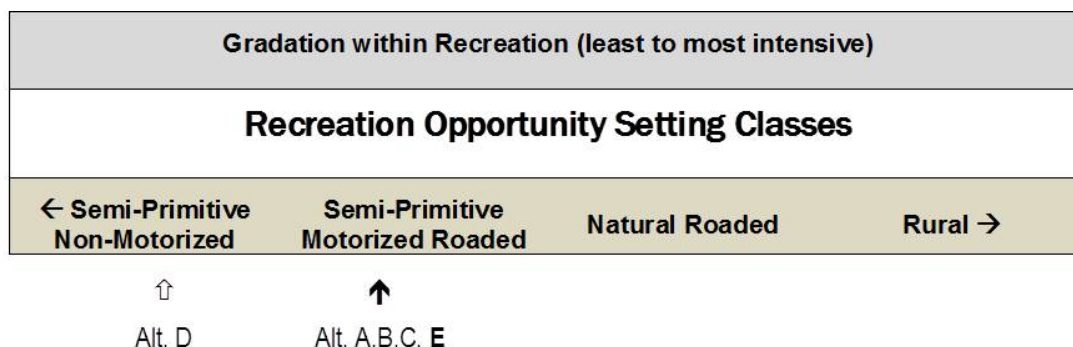 Gradation within Recreation (least to most intensive)
Recreation Opportunity Setting Classes
← Semi-Primitive Non-Motorized
Semi-Primitive Motorized Roaded
Natural Roaded
Rural →
⇧
🡹
Alt. D
Alt. A.B.C. E